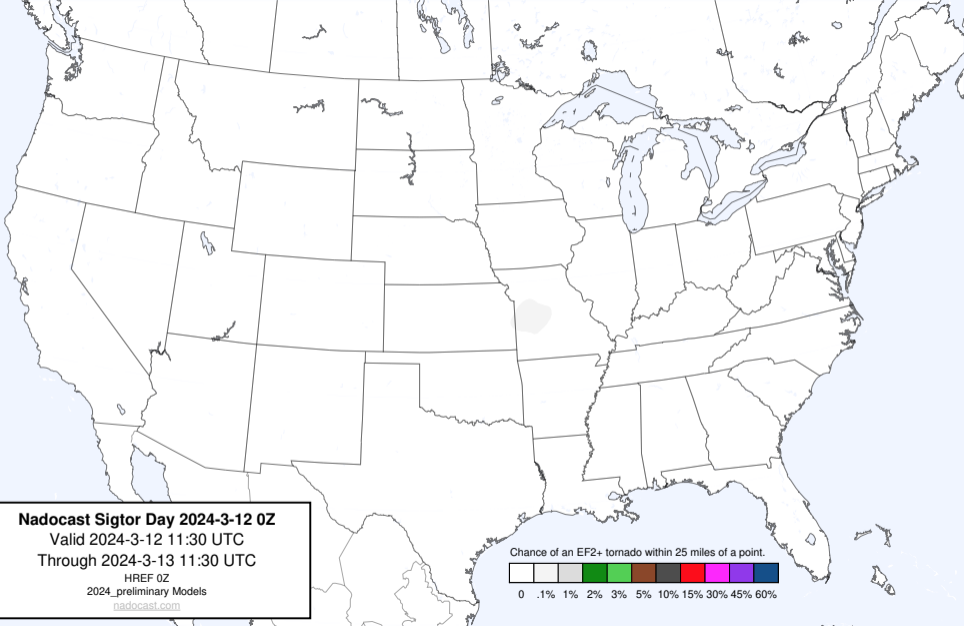 Nadocast Sigtor Day 2024-3-12 0Z
Valid 2024-3-12 11:30 UTC
Through 2024-3-13 11:30 UTC
HREF 0Z
2024_preliminary Models
nadocast.com
Chance of an EF2+ tornado within 25 miles of a point.
0 .1% 1% 2% 3% 5% 10% 15% 30% 45% 60%